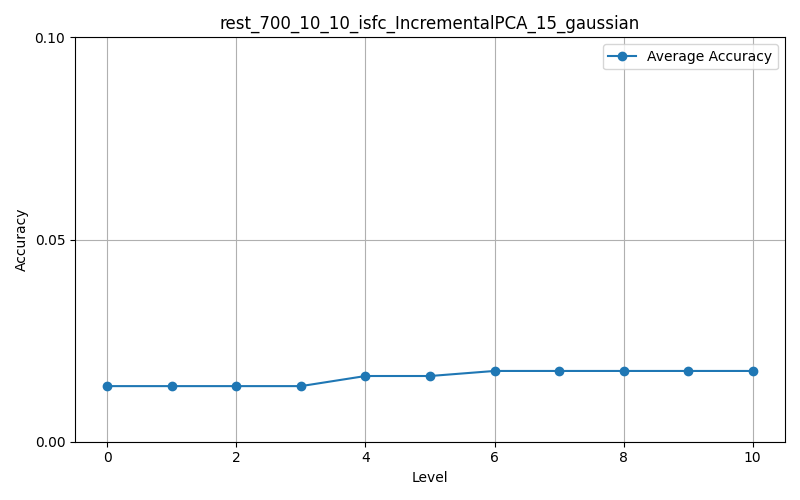 rest_700_10_10_isfc_IncrementalPCA_15_gaussian
Average Accuracy
Accuracy
0.10
0.05
0.00
0 2 4 6 8 10
Level